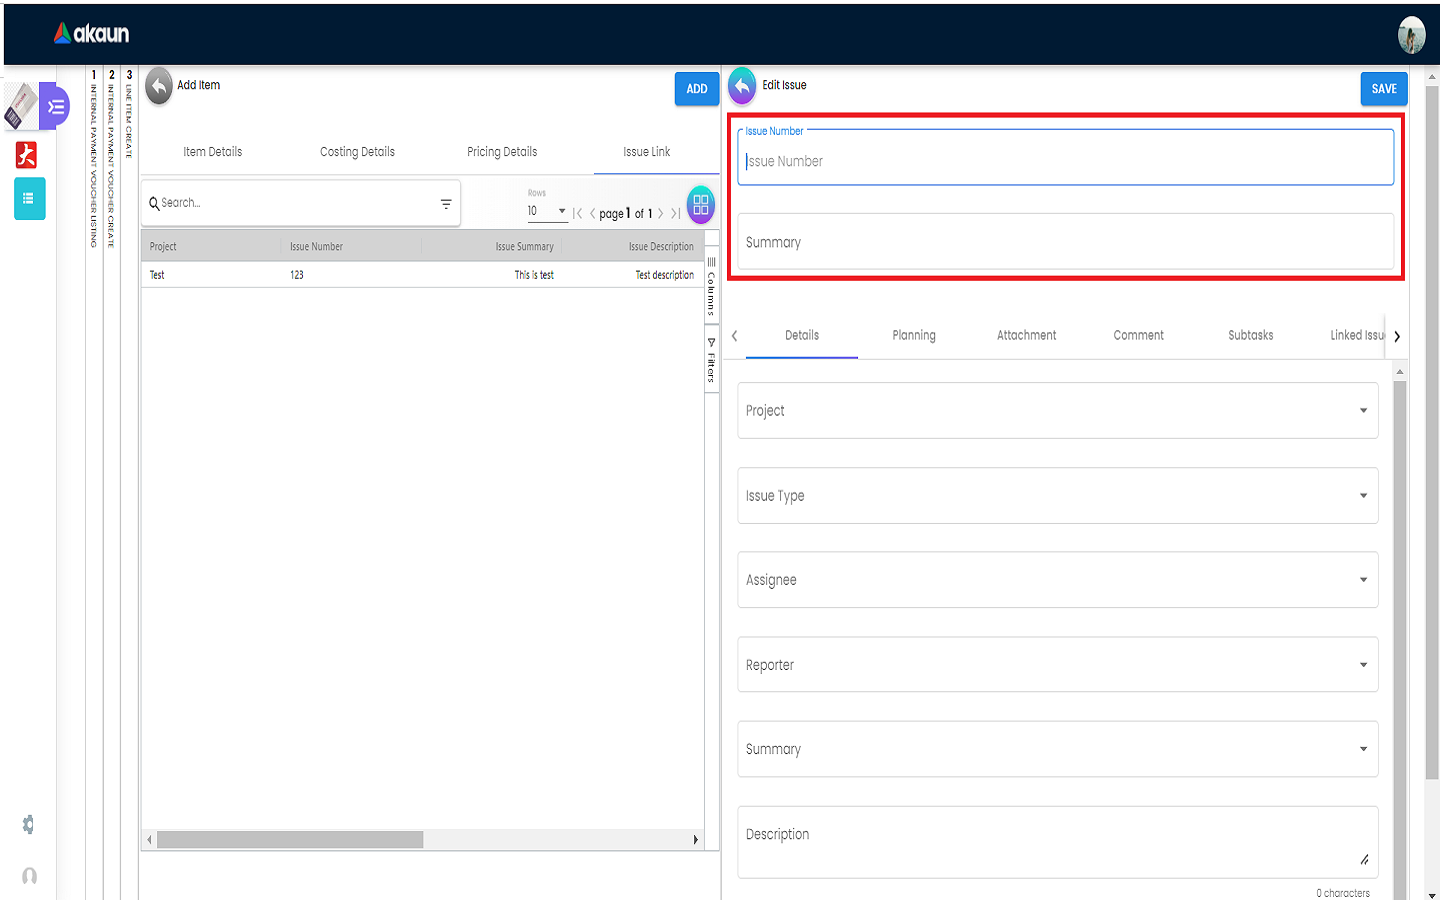 akaun
1 INTERNAL PAYMENT VOUCHER LISTING
2 INTERNAL PAYMENT VOUCHER CREATE
3 LINE ITEM CREATE
大
Add Item
ADD
Item Details Costing Details Pricing Details Issue Link
Search...
Rows
10
page 1 of 1
Project Issue Number Issue Summary Issue Description
Test 123 This is test Test description
Columns
Filters
Edit Issue
SAVE
Issue Number
Issue Number
Summary
Details Planning Attachment Comment Subtasks Linked Issu
Project
Issue Type
Assignee
Reporter
Summary
Description
0 characters